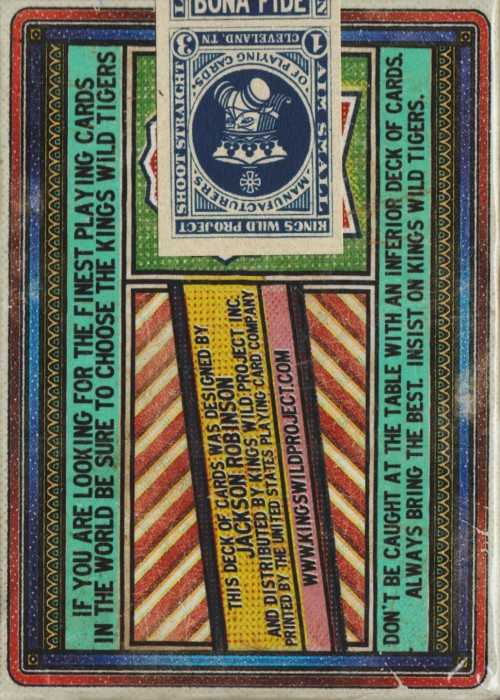 BONA FIDE
CLEVELAND, TN
3
1
OF PLAYING CARDS.
MANUFACTURERS
SHOOT STRAIGHT
AIM SMALL
KINGS WILD PROJECT
IF YOU ARE LOOKING FOR THE FINEST PLAYING CARDS
IN THE WORLD BE SURE TO CHOOSE THE KINGS WILD TIGERS
THIS DECK OF CARDS WAS DESIGNED BY
JACKSON ROBINSON
AND DISTRIBUTED BY KINGS WILD PROJECT INC.
PRINTED BY THE UNITED STATES PLAYING CARD COMPANY
WWW.KINGSWILDPROJECT.COM
DON'T BE CAUGHT AT THE TABLE WITH AN INFERIOR DECK OF CARDS.
ALWAYS BRING THE BEST. INSIST ON KINGS WILD TIGERS.